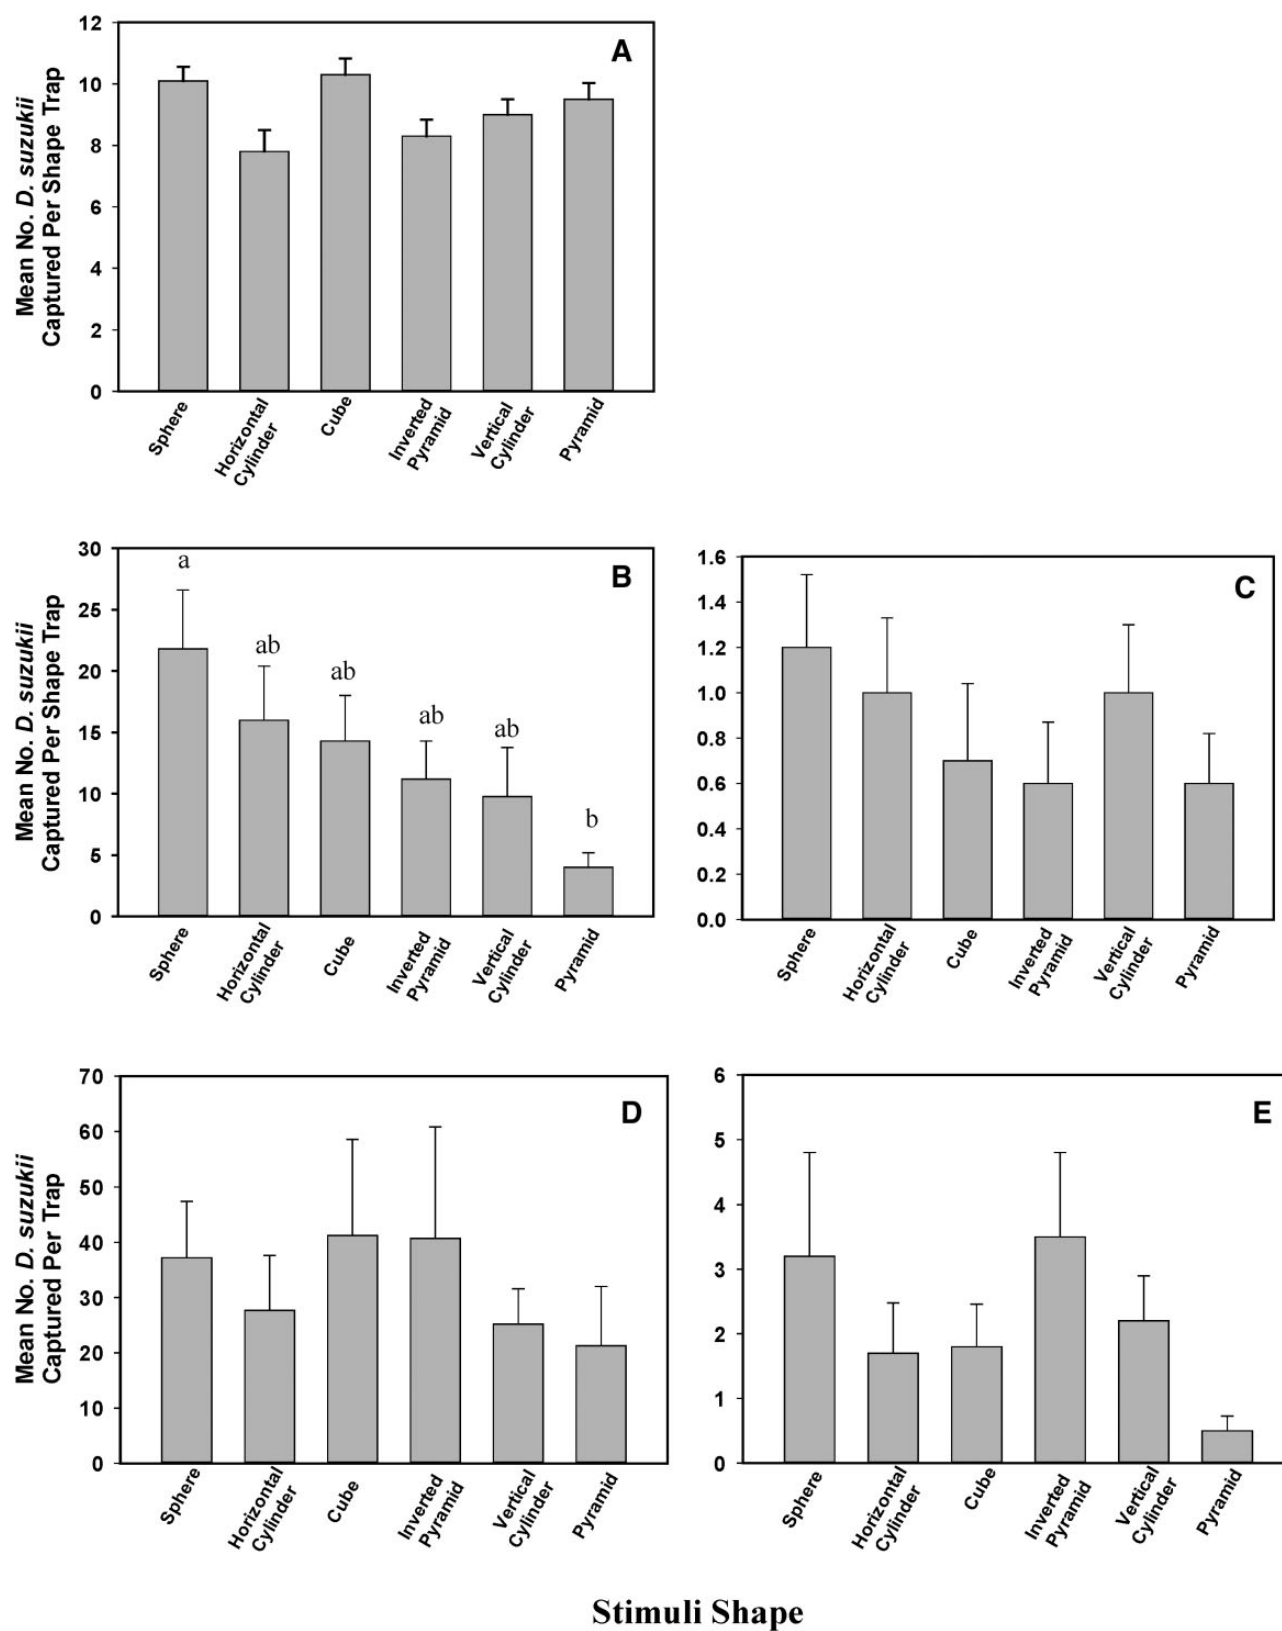 12
10
8
6
4
2
0
Mean No. D. suzukii
Captured Per Shape Trap
A
Sphere
Horizontal
Cylinder
Cube
Inverted
Pyramid
Vertical
Cylinder
Pyramid
30
25
20
15
10
5
0
Mean No. D. suzukii
Captured Per Shape Trap
a
ab
ab
ab
ab
b
B
Sphere
Horizontal
Cylinder
Cube
Inverted
Pyramid
Vertical
Cylinder
Pyramid
1.6
1.4
1.2
1.0
0.8
0.6
0.4
0.2
0.0
C
Sphere
Horizontal
Cylinder
Cube
Inverted
Pyramid
Vertical
Cylinder
Pyramid
70
60
50
40
30
20
10
0
Mean No. D. suzukii
Captured Per Trap
D
Sphere
Horizontal
Cylinder
Cube
Inverted
Pyramid
Vertical
Cylinder
Pyramid
6
5
4
3
2
1
0
E
Sphere
Horizontal
Cylinder
Cube
Inverted
Pyramid
Vertical
Cylinder
Pyramid
Stimuli Shape